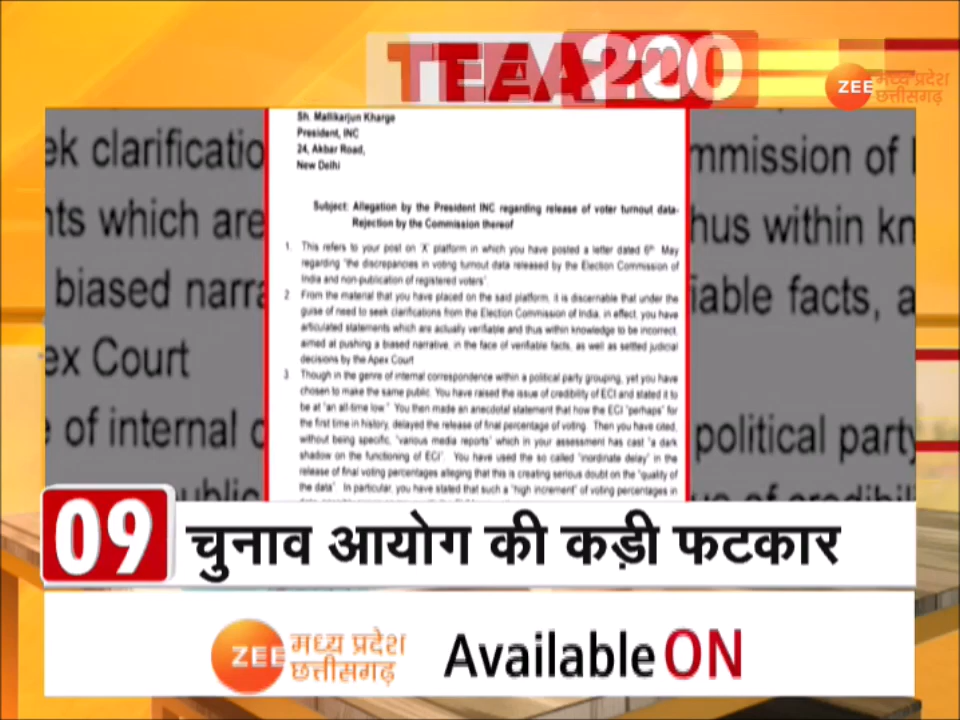 ZEE मध्य प्रदेश
छत्तीसगढ़
Sh. Mallikarjun Kharge
President, INC
24, Akbar Road,
New Delhi
Subject: Allegation by the President INC regarding release of voter turnout data-
Rejection by the Commission thereof
1. This refers to your post on 'X' platform in which you have posted a letter dated 6th May
regarding "the discrepancies in voting turnout data released by the Election Commission of
India and non-publication of registered voters".
2. From the material that you have placed on the said platform, it is discernable that under the
guise of need to seek clarifications from the Election Commission of India, in effect, you have
articulated statements which are actually verifiable and thus within knowledge to be incorrect,
aimed at pushing a biased narrative, in the face of verifiable facts, as well as settled judicial
decisions by the Apex Court
3. Though in the genre of internal correspondence within a political party grouping, yet you have
chosen to make the same public. You have raised the issue of credibility of ECI and stated it to
be at "an all-time low." You then made an anecdotal statement that how the ECI "perhaps" for
the first time in history, delayed the release of final percentage of voting. Then you have cited,
without being specific, "various media reports" which in your assessment has cast "a dark
shadow on the functioning of ECI". You have used the so called "inordinate delay" in the
release of final voting percentages alleging that this is creating serious doubt on the "quality of
the data". In particular, you have stated that such a "high increment" of voting percentages in
ek clarificatio
nts which are
biased narra
ex Court
e of internal c
mmission of
hus within kn
iable facts, a
political party
09 चुनाव आयोग की कड़ी फटकार
ZEE मध्य प्रदेश
छत्तीसगढ़
Available ON